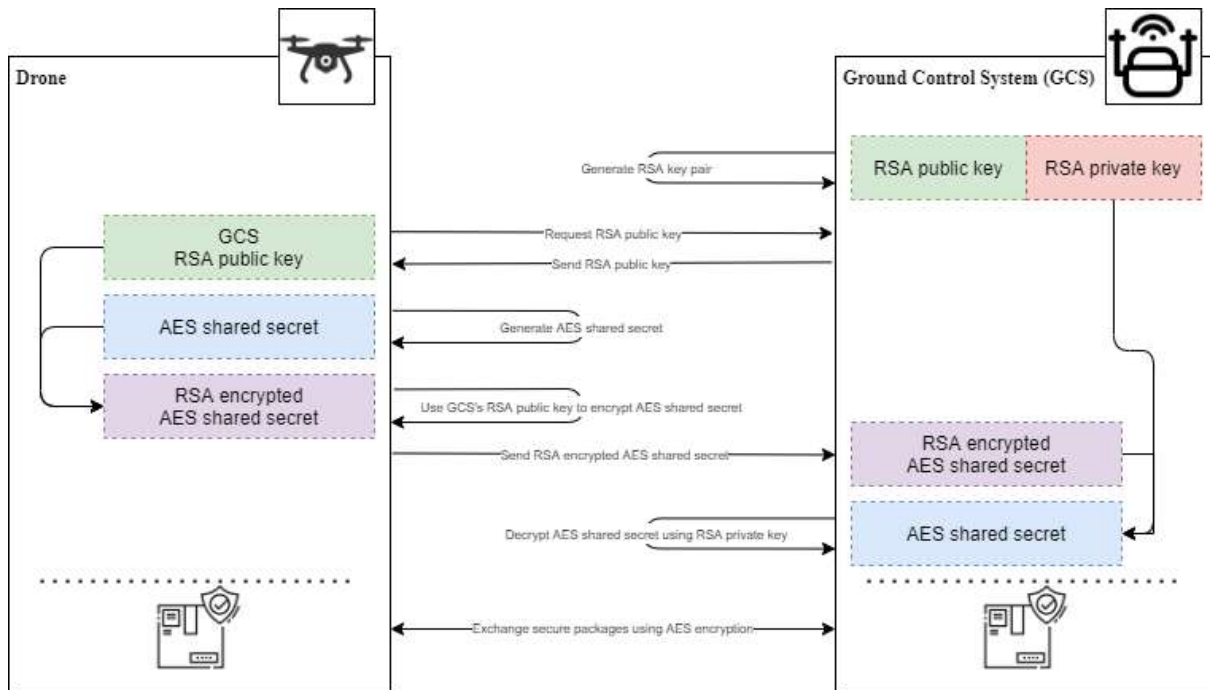 Drone
Ground Control System (GCS)
Generate RSA key pair
RSA public key
RSA private key
GCS
RSA public key
Request RSA public key
Send RSA public key
AES shared secret
Generate AES shared secret
RSA encrypted
AES shared secret
Use GCS's RSA public key to encrypt AES shared secret
Send RSA encrypted AES shared secret
RSA encrypted
AES shared secret
Decrypt AES shared secret using RSA private key
AES shared secret
Exchange secure packages using AES encryption